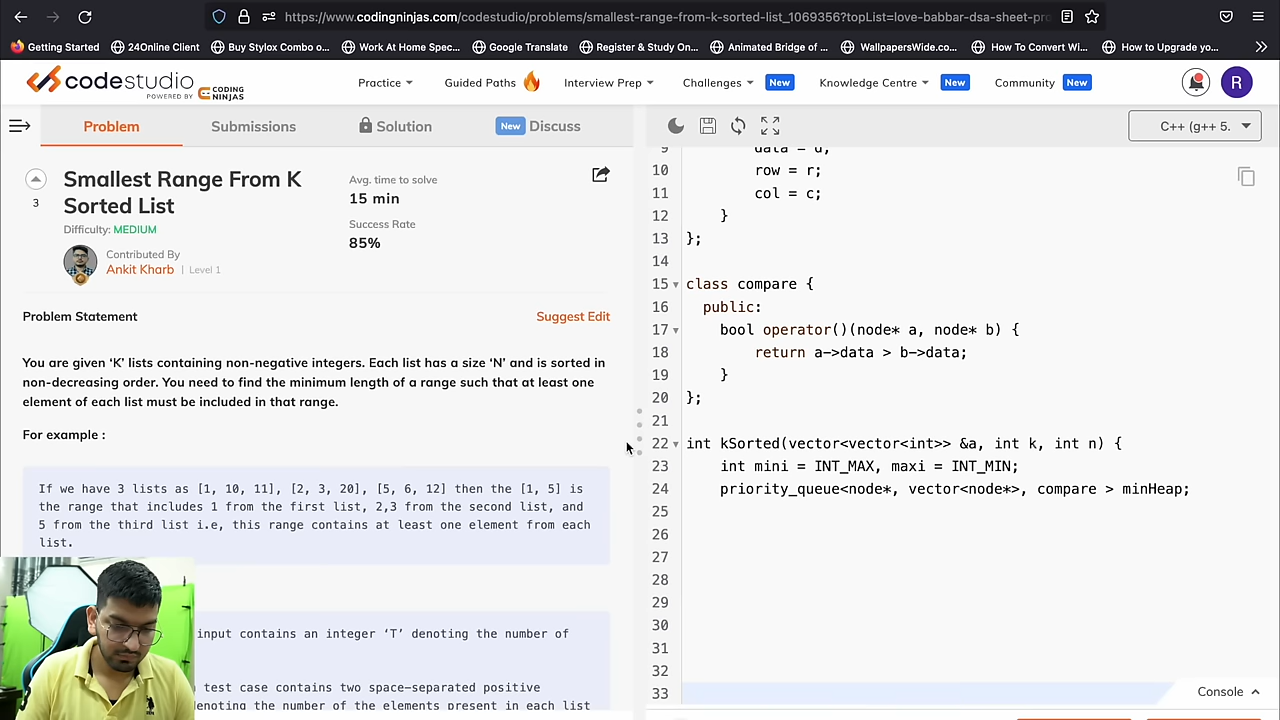 https://www.codingninjas.com/codestudio/problems/smallest-range-from-k-sorted-list_1069356?topList=love-babbar-dsa-sheet-pro
Getting Started 24Online Client Buy Stylox Combo o... Work At Home Spec... Google Translate Register & Study On... Animated Bridge of ... WallpapersWide.co... How To Convert Wi... How to Upgrade yo...
codestudio
POWERED BY CODING NINJAS
Practice Guided Paths Interview Prep Challenges New Knowledge Centre New Community New R
Problem Submissions Solution New Discuss
C++ (g++ 5.
Smallest Range From K
Sorted List
3
Difficulty: MEDIUM
Contributed By
Ankit Kharb | Level 1
Avg. time to solve
15 min
Success Rate
85%
Problem Statement Suggest Edit
You are given ‘K’ lists containing non-negative integers. Each list has a size ‘N’ and is sorted in
non-decreasing order. You need to find the minimum length of a range such that at least one
element of each list must be included in that range.
For example :
If we have 3 lists as [1, 10, 11], [2, 3, 20], [5, 6, 12] then the [1, 5] is
the range that includes 1 from the first list, 2,3 from the second list, and
5 from the third list i.e, this range contains at least one element from each
list.
input contains an integer ‘T’ denoting the number of
test case contains two space-separated positive
enoting the number of the elements present in each list
9 data = d;
10 row = r;
11 col = c;
12 }
13 };
14
15 class compare {
16 public:
17 bool operator()(node* a, node* b) {
18 return a->data > b->data;
19 }
20 };
21
22 int kSorted(vector<vector<int>> &a, int k, int n) {
23 int mini = INT_MAX, maxi = INT_MIN;
24 priority_queue<node*, vector<node*>, compare > minHeap;
25
26
27
28
29
30
31
32
33
Console